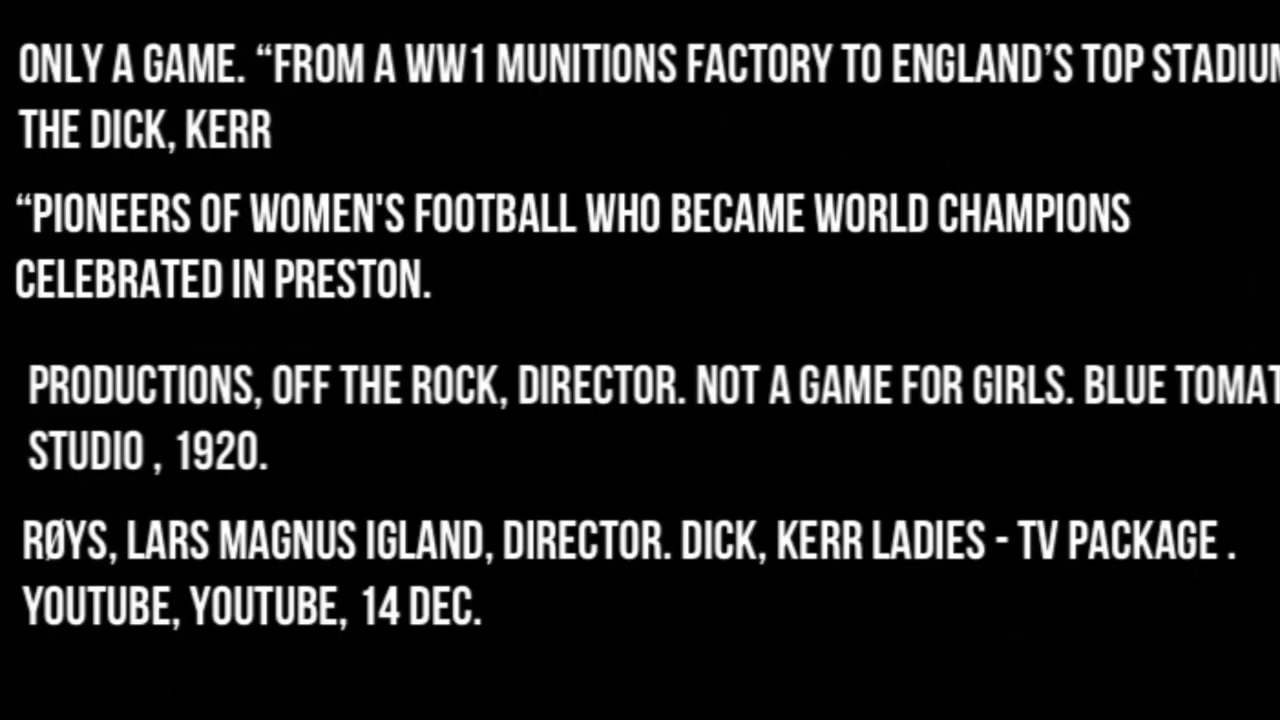 ONLY A GAME. “FROM A WW1 MUNITIONS FACTORY TO ENGLAND’S TOP
THE DICK, KERR
“PIONEERS OF WOMEN'S FOOTBALL WHO BECAME WORLD CHAMPIONS
CELEBRATED IN PRESTON.
PRODUCTIONS, OFF THE ROCK, DIRECTOR. NOT A GAME FOR GIRLS. BLUE
STUDIO , 1920.
RØYS, LARS MAGNUS IGLAND, DIRECTOR. DICK, KERR LADIES - TV PACKAGE .
YOUTUBE, YOUTUBE, 14 DEC.